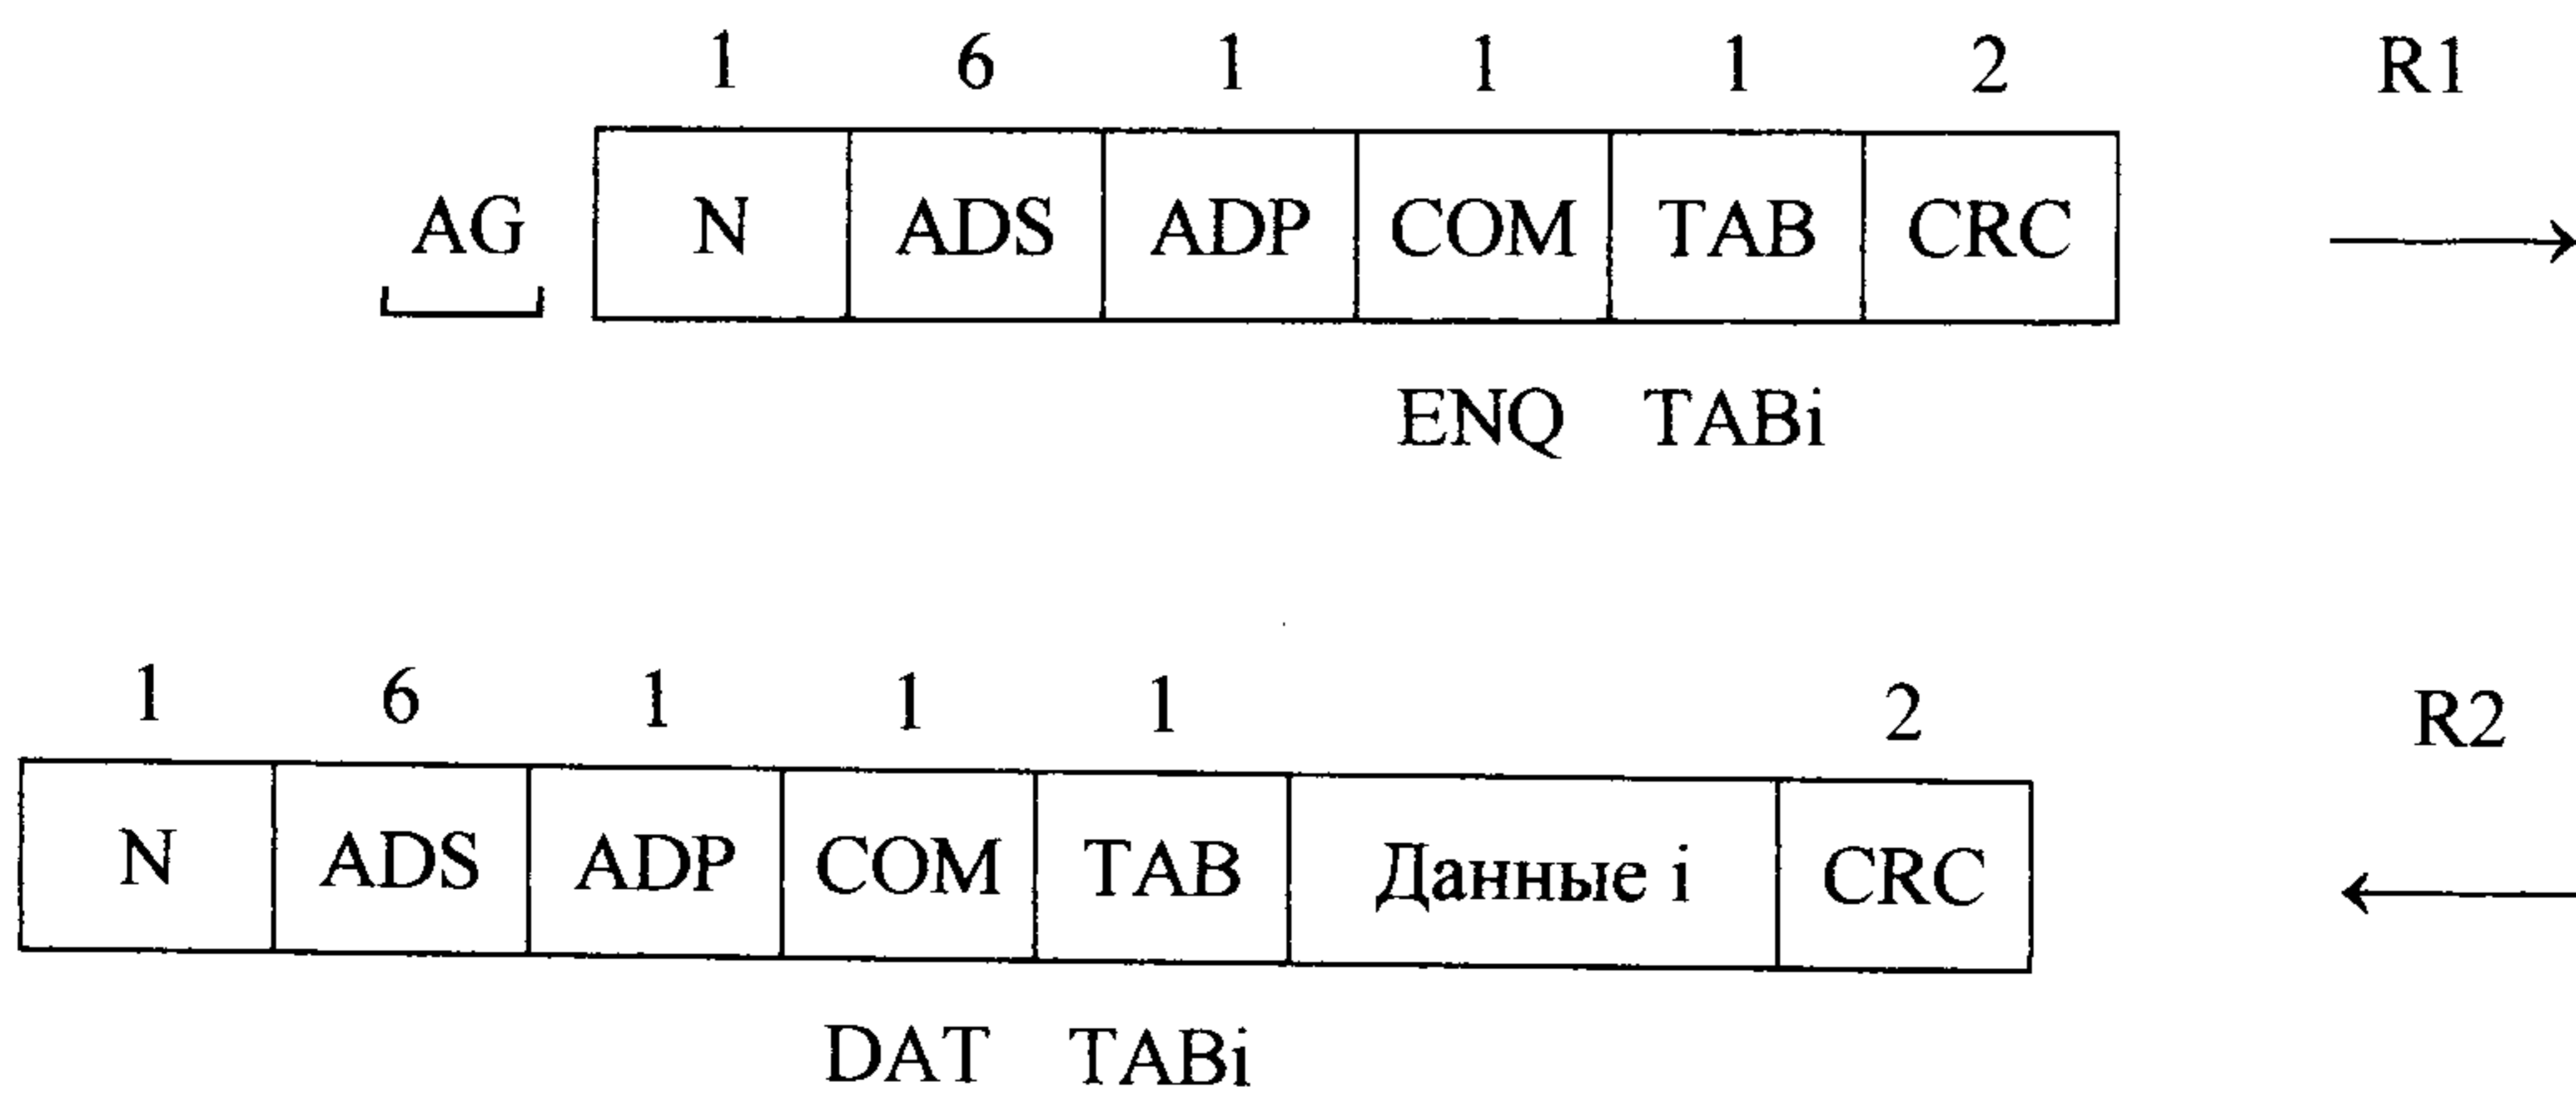 1 6 1 1 1 2 R1
AG N ADS ADP COM TAB CRC
ENQ TABi
1 6 1 1 1 2 R2
N ADS ADP COM TAB Данные i CRC
DAT TABi